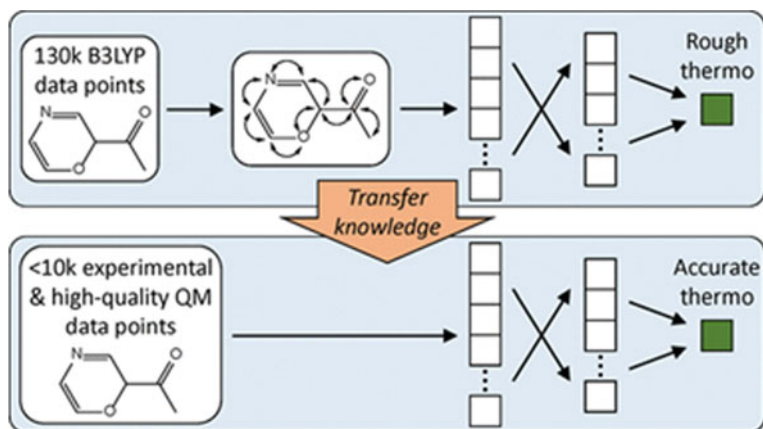 130k B3LYP
data points
N
O
O
N
O
O
Rough
thermo
Transfer
knowledge
<10k experimental
& high-quality QM
data points
N
O
O
Accurate
thermo